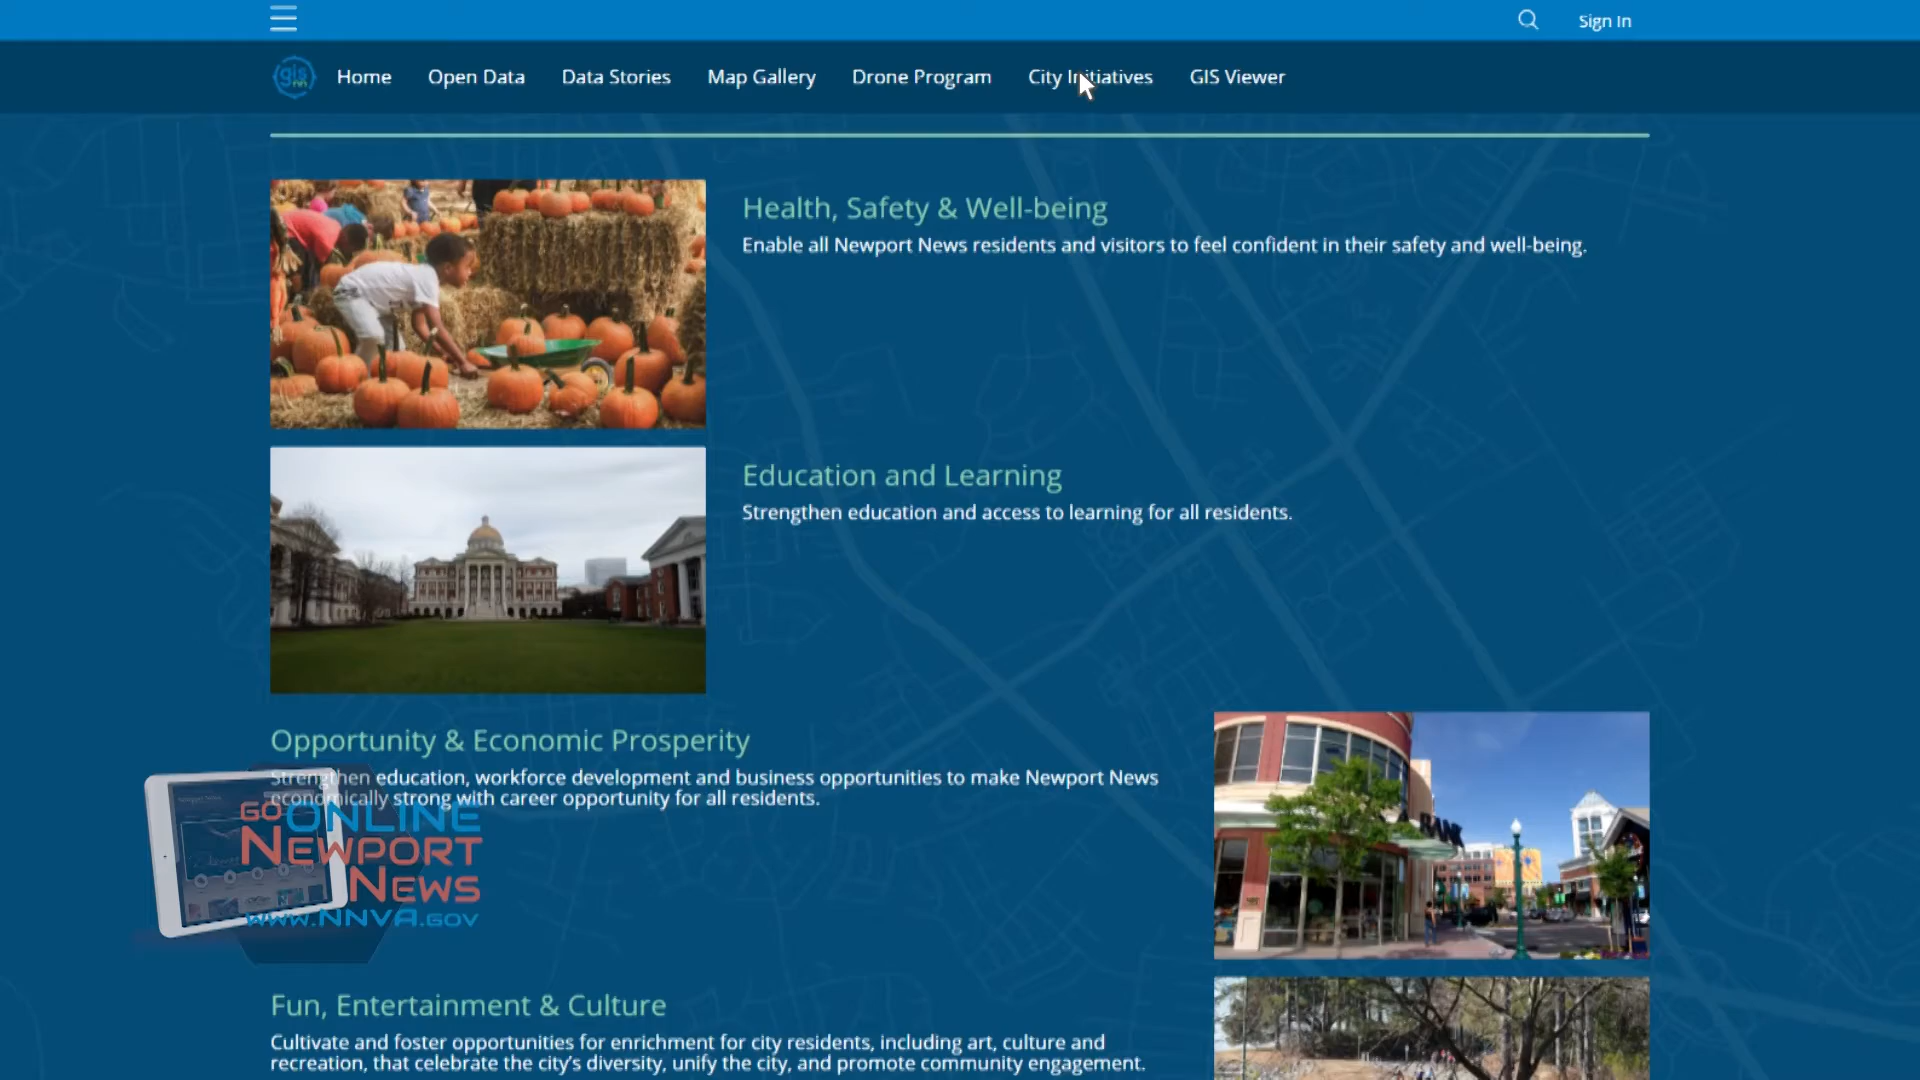 Sign In
gis
nn
Home
Open Data
Data Stories
Map Gallery
Drone Program
City Initiatives
GIS Viewer
Health, Safety & Well-being
Enable all Newport News residents and visitors to feel confident in their safety and well-being.
Education and Learning
Strengthen education and access to learning for all residents.
Opportunity & Economic Prosperity
Strengthen education, workforce development and business opportunities to make Newport News
economically strong with career opportunity for all residents.
GO ONLINE
NEWPORT
NEWS
www.NNVA.GOV
BANK
Fun, Entertainment & Culture
Cultivate and foster opportunities for enrichment for city residents, including art, culture and
recreation, that celebrate the city's diversity, unify the city, and promote community engagement.